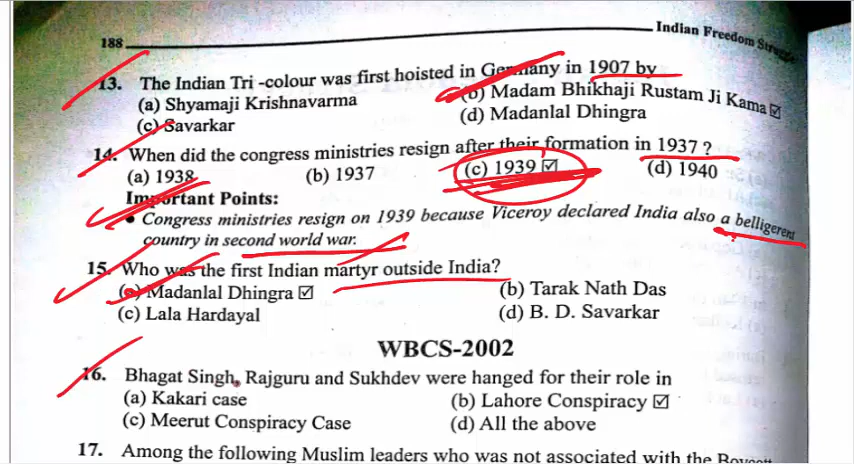 188
Indian Freedom Struggle
13. The Indian Tri -colour was first hoisted in Germany in 1907 by
(a) Shyamaji Krishnavarma (b) Madam Bhikhaji Rustam Ji Kama ☑
(c) Savarkar (d) Madanlal Dhingra
14. When did the congress ministries resign after their formation in 1937 ?
(a) 1938 (b) 1937 (c) 1939 ☑ (d) 1940
Important Points:
• Congress ministries resign on 1939 because Viceroy declared India also a belligerent
country in second world war.
15. Who was the first Indian martyr outside India?
(a) Madanlal Dhingra ☑ (b) Tarak Nath Das
(c) Lala Hardayal (d) B. D. Savarkar
WBCS-2002
16. Bhagat Singh, Rajguru and Sukhdev were hanged for their role in
(a) Kakari case (b) Lahore Conspiracy ☑
(c) Meerut Conspiracy Case (d) All the above
17. Among the following Muslim leaders who was not associated with the